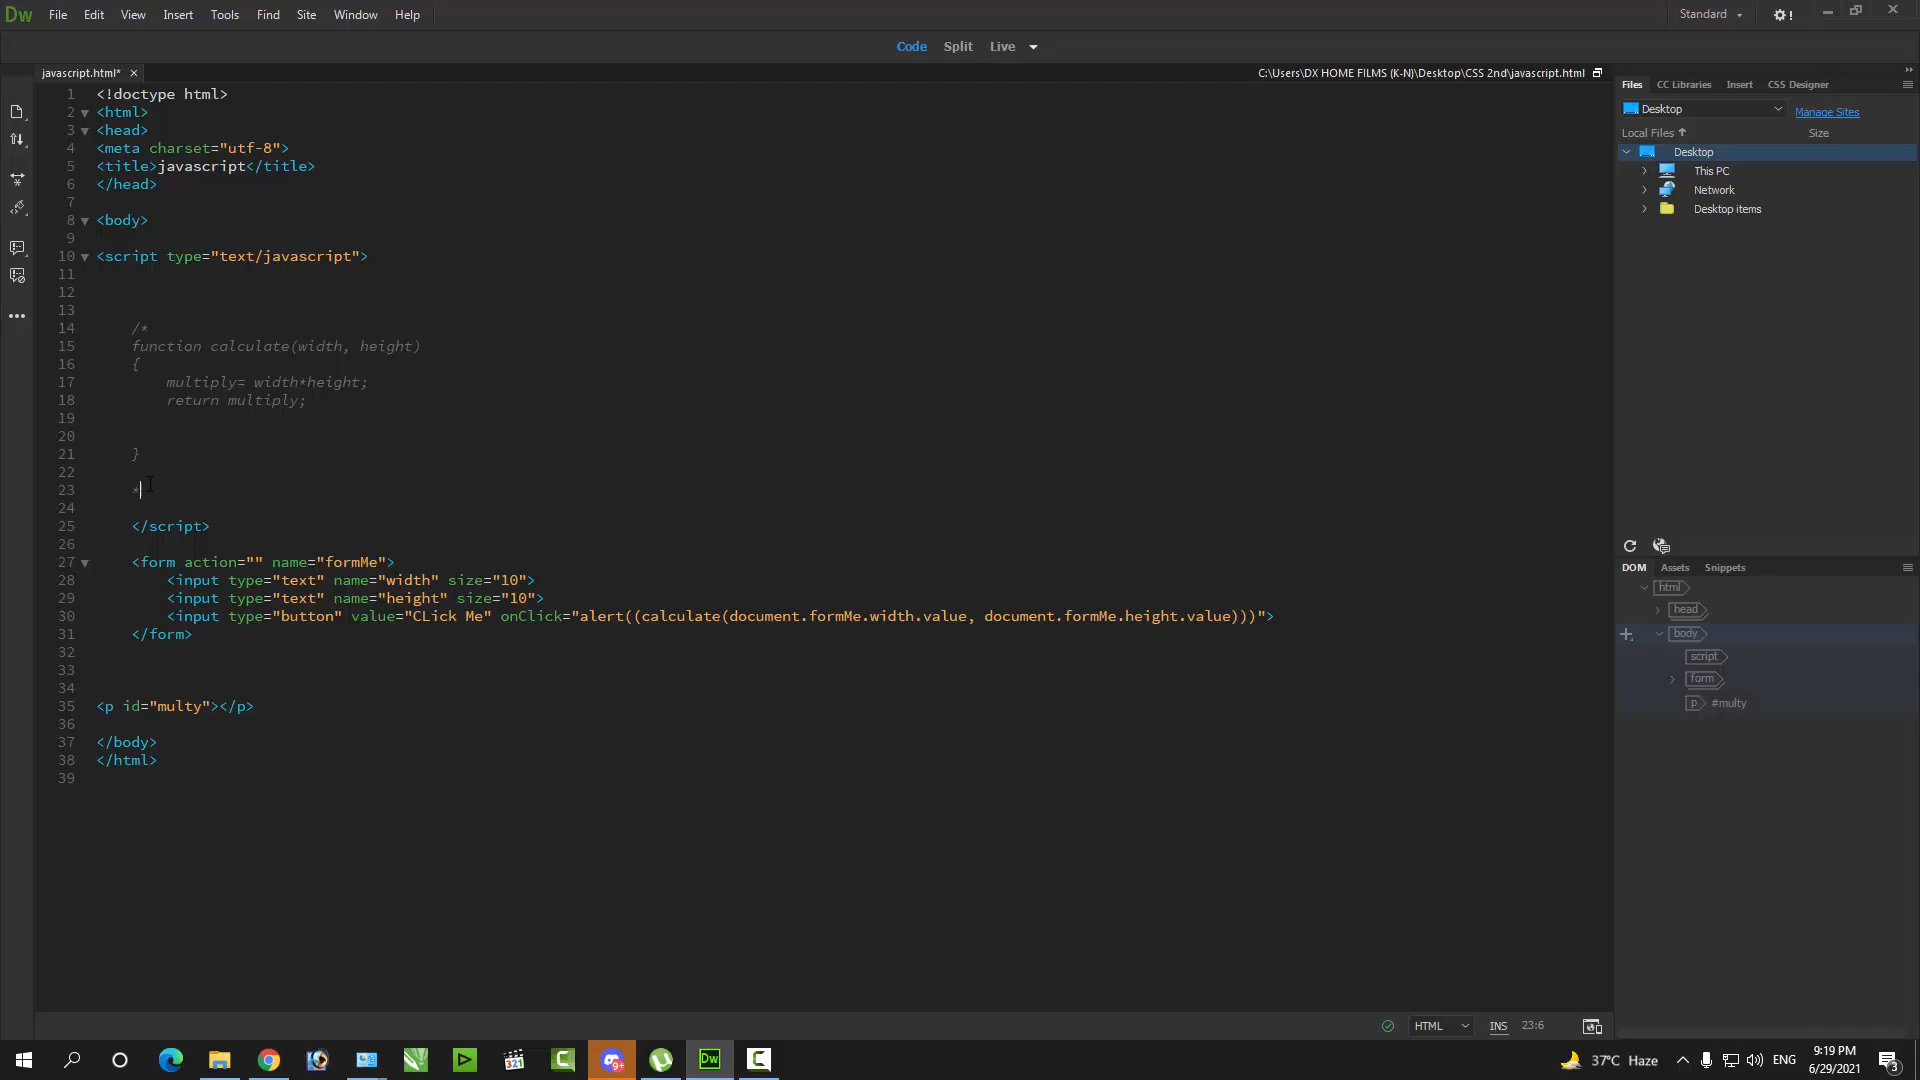 Dw File Edit View Insert Tools Find Site Window Help Standard
Code Split Live
javascript.html* C:\Users\DX HOME FILMS (K-N)\Desktop\CSS 2nd\javascript.html
1 <!doctype html>
2 <html>
3 <head>
4 <meta charset="utf-8">
5 <title>javascript</title>
6 </head>
7
8 <body>
9
10 <script type="text/javascript">
11
12
13
14 /*
15 function calculate(width, height)
16 {
17 multiply= width*height;
18 return multiply;
19
20
21 }
22
23 *
24
25 </script>
26
27 <form action="" name="formMe">
28 <input type="text" name="width" size="10">
29 <input type="text" name="height" size="10">
30 <input type="button" value="CLick Me" onClick="alert((calculate(document.formMe.width.value, document.formMe.height.value)))">
31 </form>
32
33
34
35 <p id="multy"></p>
36
37 </body>
38 </html>
39
Files CC Libraries Insert CSS Designer
Desktop Manage Sites
Local Files Size
Desktop
This PC
Network
Desktop items
DOM Assets Snippets
html
head
body
script
form
p #multy
HTML INS 23:6
321 9+ Dw 37°C Haze ENG 9:19 PM
6/29/2021 3